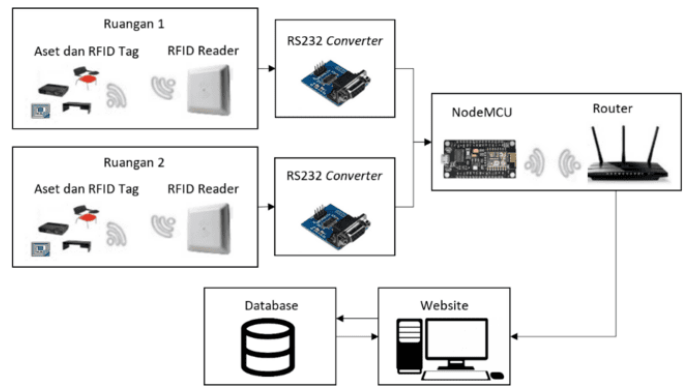 Ruangan 1
Aset dan RFID Tag
RFID Reader
RS232 Converter
Ruangan 2
Aset dan RFID Tag
RFID Reader
RS232 Converter
NodeMCU
Router
Database
Website